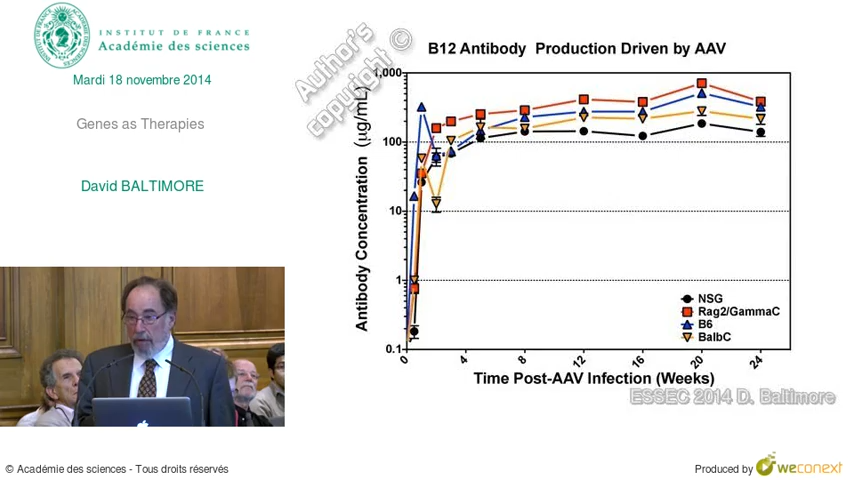 INSTITUT DE FRANCE
Académie des sciences
Mardi 18 novembre 2014
Genes as Therapies
David BALTIMORE
Author's
copyright ©
B12 Antibody Production Driven by AAV
Antibody Concentration (µg/mL)
1,000
100
10
1
0.1
0
4
8
12
16
20
24
NSG
Rag2/GammaC
B6
BalbC
Time Post-AAV Infection (Weeks)
ESSEC 2014 D. Baltimore
© Académie des sciences - Tous droits réservés
Produced by weconext